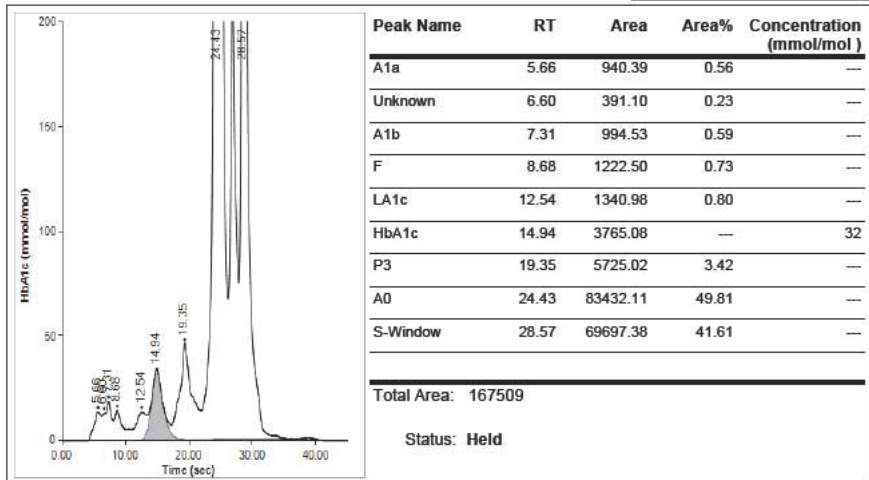 Peak Name RT Area Area% Concentration
(mmol/mol )
A1a 5.66 940.39 0.56 ---
Unknown 6.60 391.10 0.23 ---
A1b 7.31 994.53 0.59 ---
F 8.68 1222.50 0.73 ---
LA1c 12.54 1340.98 0.80 ---
HbA1c 14.94 3765.08 --- 32
P3 19.35 5725.02 3.42 ---
A0 24.43 83432.11 49.81 ---
S-Window 28.57 69697.38 41.61 ---
Total Area: 167509
Status: Held
HbA1c (mmol/mol)
200
150
100
50
0
24.43
28.57
5.66
6.60
7.31
8.68
12.54
14.94
19.35
0.00 10.00 20.00 30.00 40.00
Time (sec)